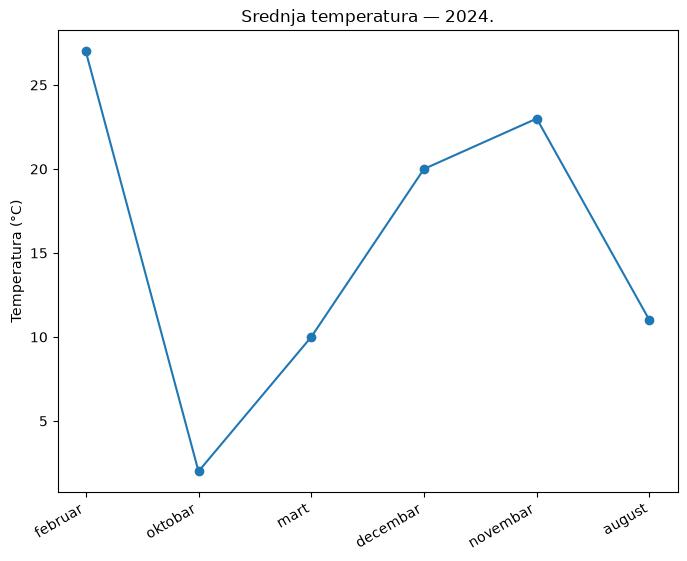 Srednja temperatura — 2024.
Temperatura (°C)
25
20
15
10
5
februar
oktobar
mart
decembar
novembar
august